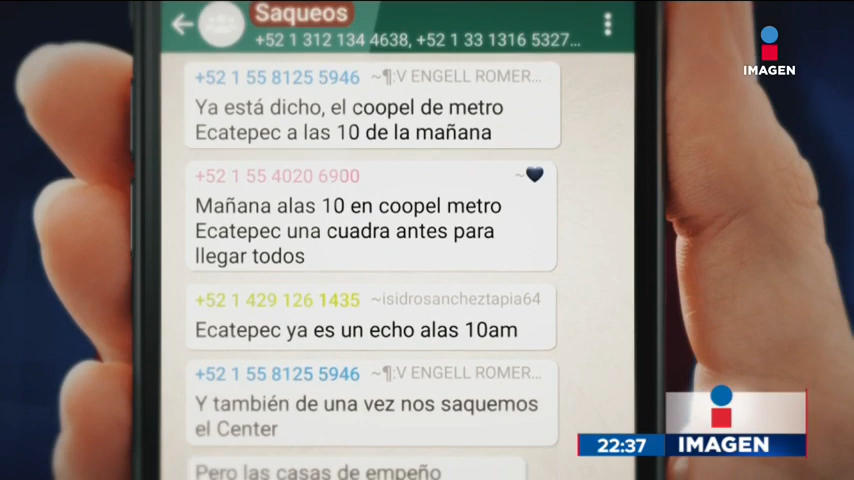 Saqueos
+52 1 312 134 4638, +52 1 33 1316 5327...
IMAGEN
+52 1 55 8125 5946 ~¶:V ENGELL ROMER...
Ya está dicho, el coopel de metro
Ecatepec a las 10 de la mañana
+52 1 55 4020 6900 ~🖤
Mañana alas 10 en coopel metro
Ecatepec una cuadra antes para
llegar todos
+52 1 429 126 1435 ~isidrosancheztapia64
Ecatepec ya es un echo alas 10am
+52 1 55 8125 5946 ~¶:V ENGELL ROMER...
Y también de una vez nos saquemos
el Center
Pero las casas de empeño
22:37 IMAGEN